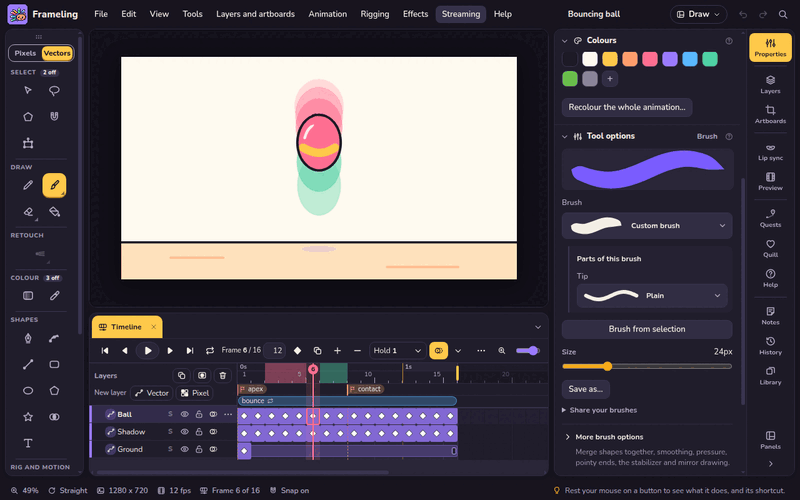 Frameling File Edit View Tools Layers and artboards Animation Rigging Effects Streaming Help Bouncing ball Draw
Pixels Vectors
SELECT 2 off
DRAW
RETOUCH
COLOUR 3 off
SHAPES
RIG AND MOTION
Timeline
Frame 6 / 16 12 Hold 1
Layers
0s 1s
1 5 6 10 15 20
New layer Vector Pixel
apex contact
bounce
Ball S
Shadow S
Ground S
Colours
Recolour the whole animation...
Tool options Brush
Brush
Custom brush
Parts of this brush
Tip
Plain
Brush from selection
Size 24px
Save as...
Share your brushes
More brush options
Merge shapes together, smoothing, pressure,
pointy ends, the stabilizer and mirror drawing.
Properties
Layers
Artboards
Lip sync
Preview
Quests
Quill
Help
Notes
History
Library
Panels
49% Straight 1280 x 720 12 fps Frame 6 of 16 Snap on Rest your mouse on a button to see what it does, and its shortcut.